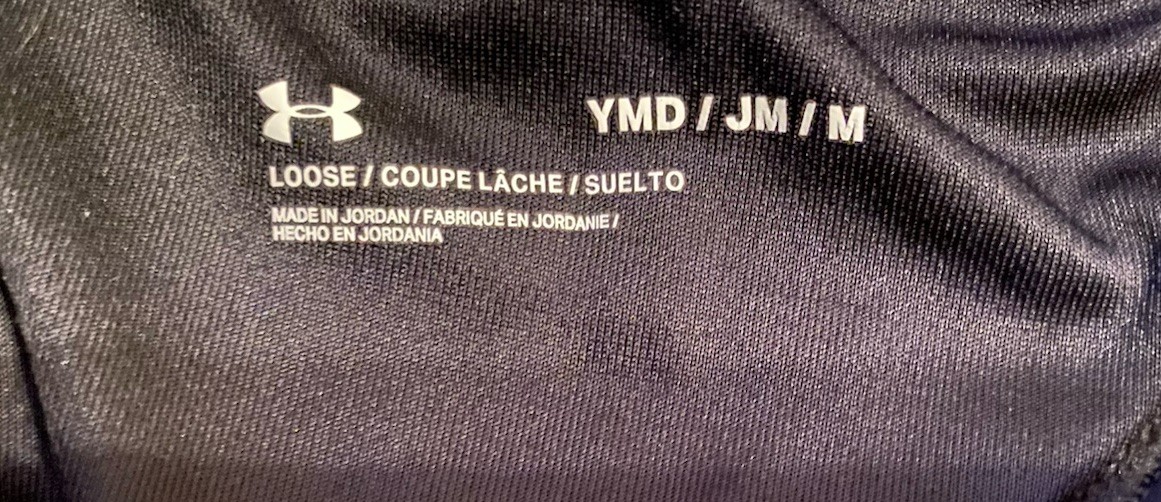 YMD / JM / M
LOOSE / COUPE LÂCHE / SUELTO
MADE IN JORDAN / FABRIQUÉ EN JORDANIE /
HECHO EN JORDANIA